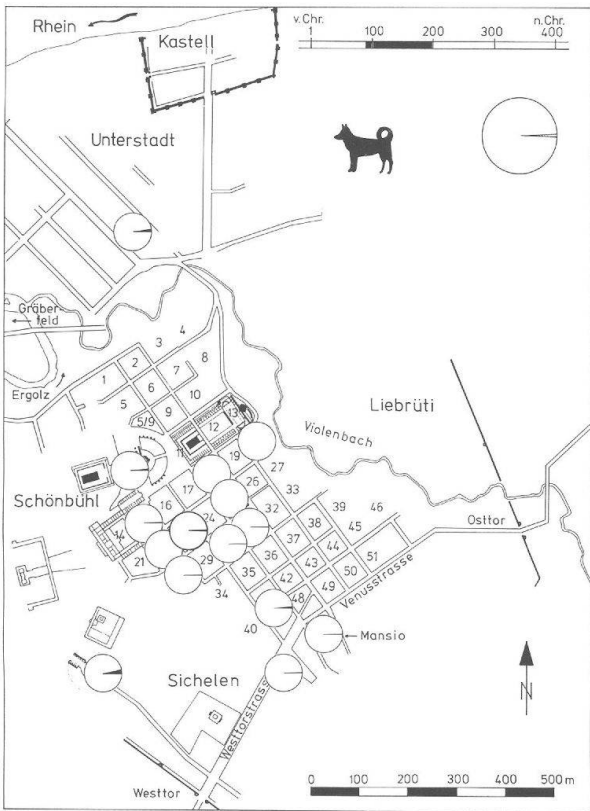 Rhein
Kastell
v. Chr. n. Chr.
1 100 200 300 400
Unterstadt
Gräber-
feld
Ergolz
1 2 3 4
5 6 7 8
5/9 9 10
12 13
19
Violenbach
Liebrüti
Schönbühl
17 26 27
16 24 32 33
14 38 39 46
37 45
21 29 36 44 51
35 43 50
34 42 49
48
40
Osttor
Venusstrasse
Mansio
Sichelen
Weststorstrasse
Westtor
N
0 100 200 300 400 500 m